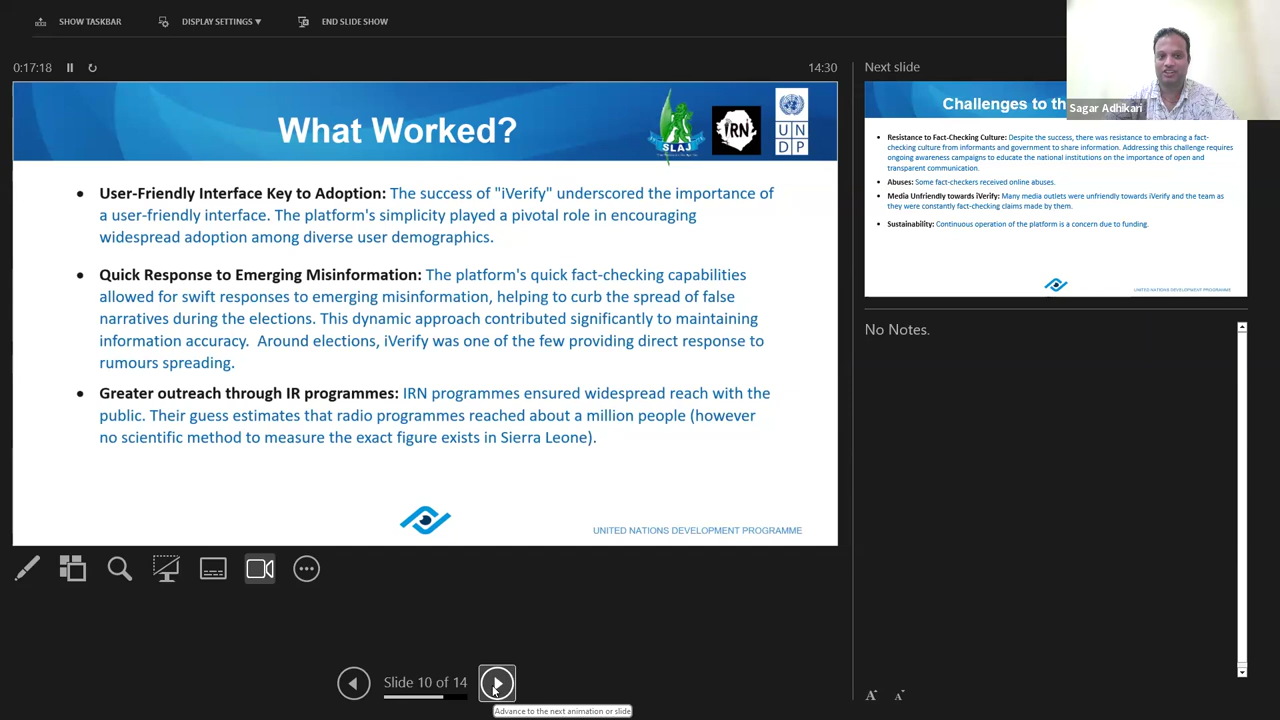 SHOW TASKBAR
DISPLAY SETTINGS ▼
END SLIDE SHOW
0:17:18
14:30
What Worked?
SLAJ
IRN
U N
D P
• User-Friendly Interface Key to Adoption: The success of "iVerify" underscored the importance of
a user-friendly interface. The platform's simplicity played a pivotal role in encouraging
widespread adoption among diverse user demographics.
• Quick Response to Emerging Misinformation: The platform's quick fact-checking capabilities
allowed for swift responses to emerging misinformation, helping to curb the spread of false
narratives during the elections. This dynamic approach contributed significantly to maintaining
information accuracy. Around elections, iVerify was one of the few providing direct response to
rumours spreading.
• Greater outreach through IR programmes: IRN programmes ensured widespread reach with the
public. Their guess estimates that radio programmes reached about a million people (however
no scientific method to measure the exact figure exists in Sierra Leone).
UNITED NATIONS DEVELOPMENT PROGRAMME
Slide 10 of 14
Advance to the next animation or slide
Next slide
Sagar Adhikari
Challenges to th
• Resistance to Fact-Checking Culture: Despite the success, there was resistance to embracing a fact-
checking culture from informants and government to share information. Addressing this challenge requires
ongoing awareness campaigns to educate the national institutions on the importance of open and
transparent communication.
• Abuses: Some fact-checkers received online abuses.
• Media Unfriendly towards iVerify: Many media outlets were unfriendly towards iVerify and the team as
they were constantly fact-checking claims made by them.
• Sustainability: Continuous operation of the platform is a concern due to funding.
UNITED NATIONS DEVELOPMENT PROGRAMME
No Notes.
A A